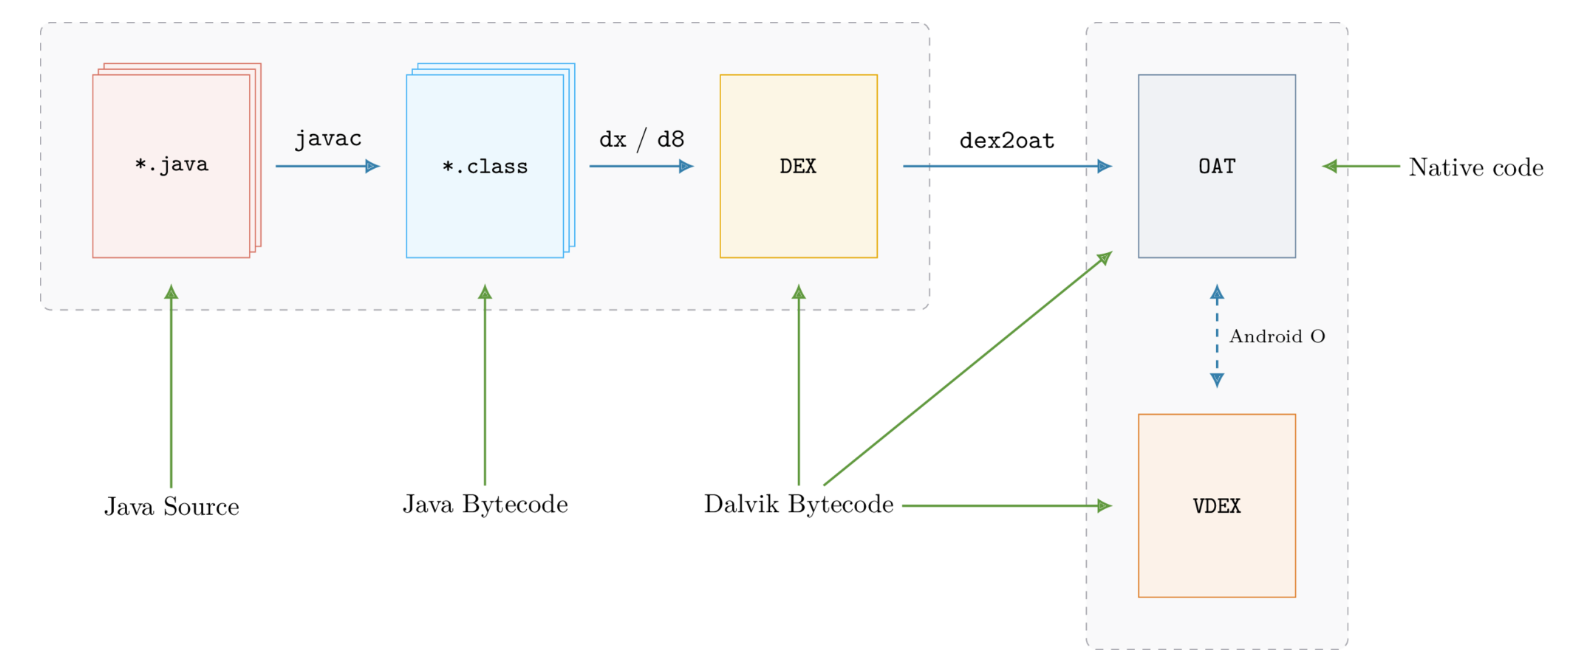 javac
dx / d8
dex2oat
*.java
*.class
DEX
OAT
Native code
Android O
Java Source
Java Bytecode
Dalvik Bytecode
VDEX